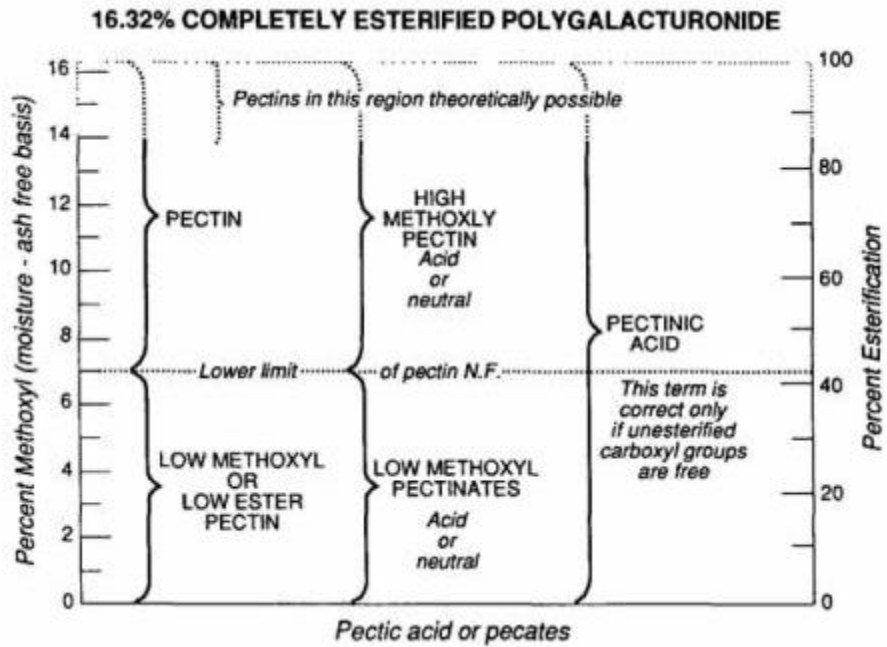 16.32% COMPLETELY ESTERIFIED POLYGALACTURONIDE
Percent Methoxyl (moisture - ash free basis)
16
14
12
10
8
6
4
2
0
Pectins in this region theoretically possible
PECTIN
HIGH
METHOXLY
PECTIN
Acid
or
neutral
PECTINIC
ACID
Lower limit
of pectin N.F.
This term is
correct only
if unesterified
carboxyl groups
are free
LOW METHOXYL
OR
LOW ESTER
PECTIN
LOW METHOXYL
PECTINATES
Acid
or
neutral
100
80
60
40
20
0
Percent Esterification
Pectic acid or pecates